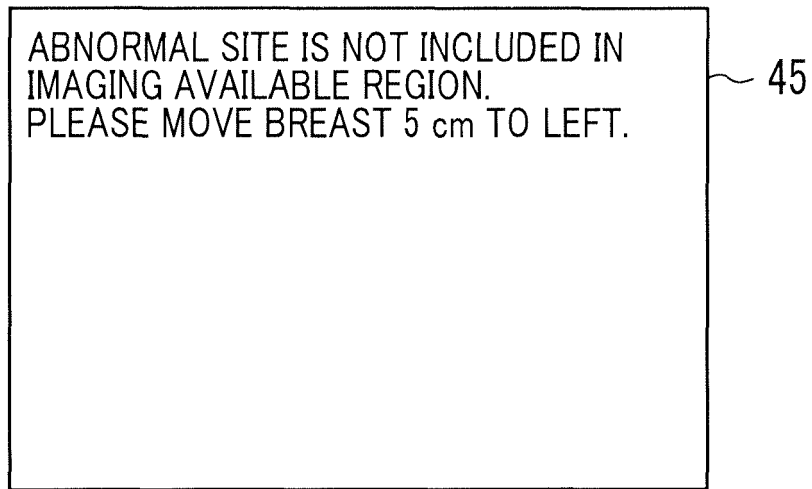 ABNORMAL SITE IS NOT INCLUDED IN
IMAGING AVAILABLE REGION.
PLEASE MOVE BREAST 5 cm TO LEFT.
45